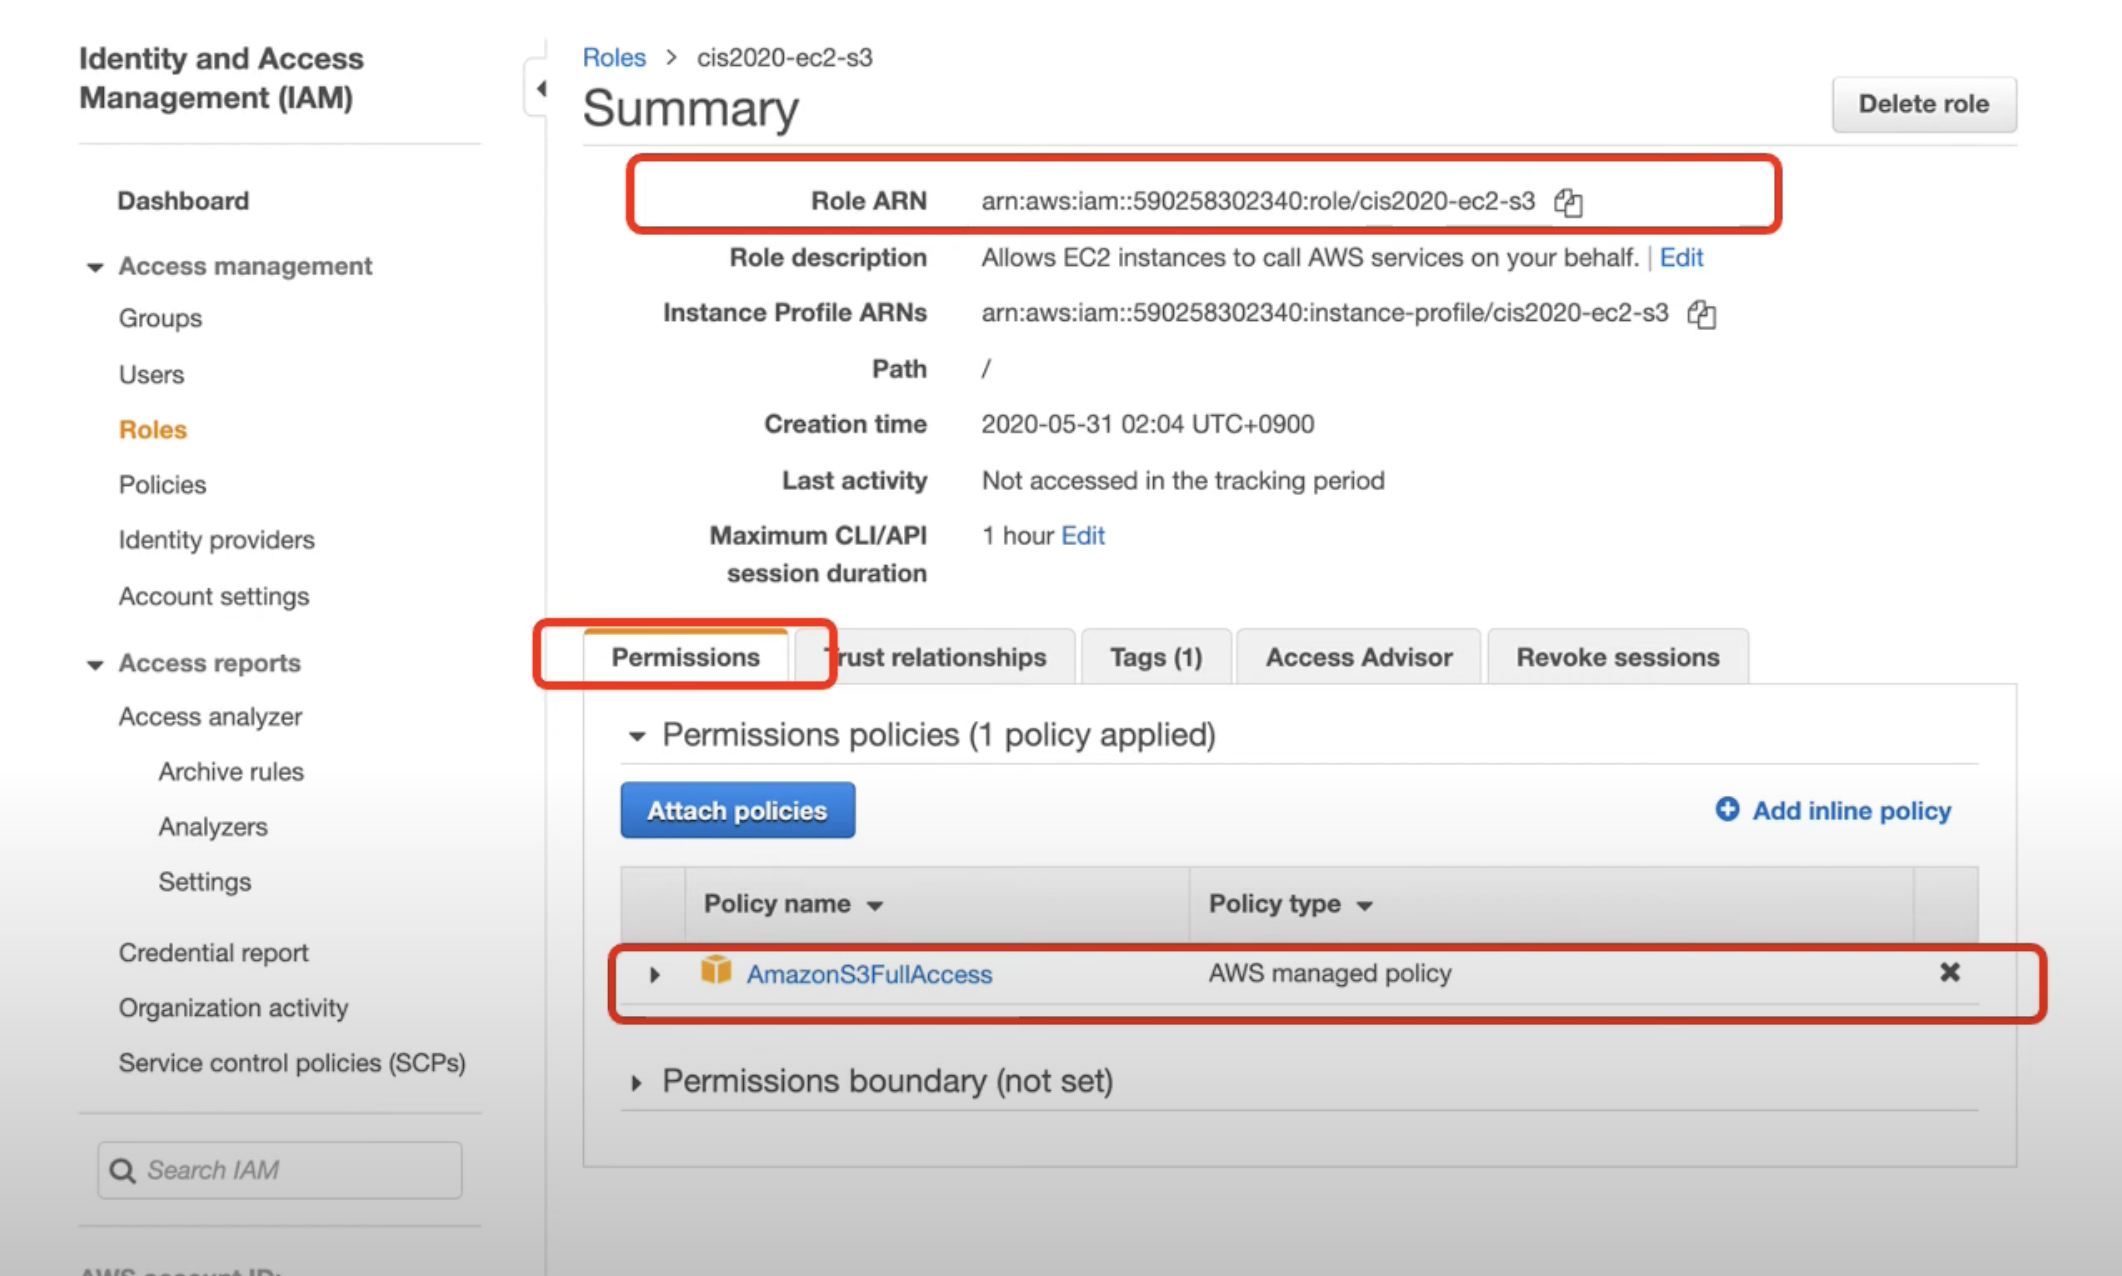 Identity and Access
Management (IAM)
Dashboard
Access management
Groups
Users
Roles
Policies
Identity providers
Account settings
Access reports
Access analyzer
Archive rules
Analyzers
Settings
Credential report
Organization activity
Service control policies (SCPs)
Search IAM
AWS account ID:
Roles > cis2020-ec2-s3
Summary
Delete role
Role ARN arn:aws:iam::590258302340:role/cis2020-ec2-s3
Role description Allows EC2 instances to call AWS services on your behalf. | Edit
Instance Profile ARNs arn:aws:iam::590258302340:instance-profile/cis2020-ec2-s3
Path /
Creation time 2020-05-31 02:04 UTC+0900
Last activity Not accessed in the tracking period
Maximum CLI/API 1 hour Edit
session duration
Permissions Trust relationships Tags (1) Access Advisor Revoke sessions
Permissions policies (1 policy applied)
Attach policies Add inline policy
Policy name Policy type
AmazonS3FullAccess AWS managed policy
Permissions boundary (not set)